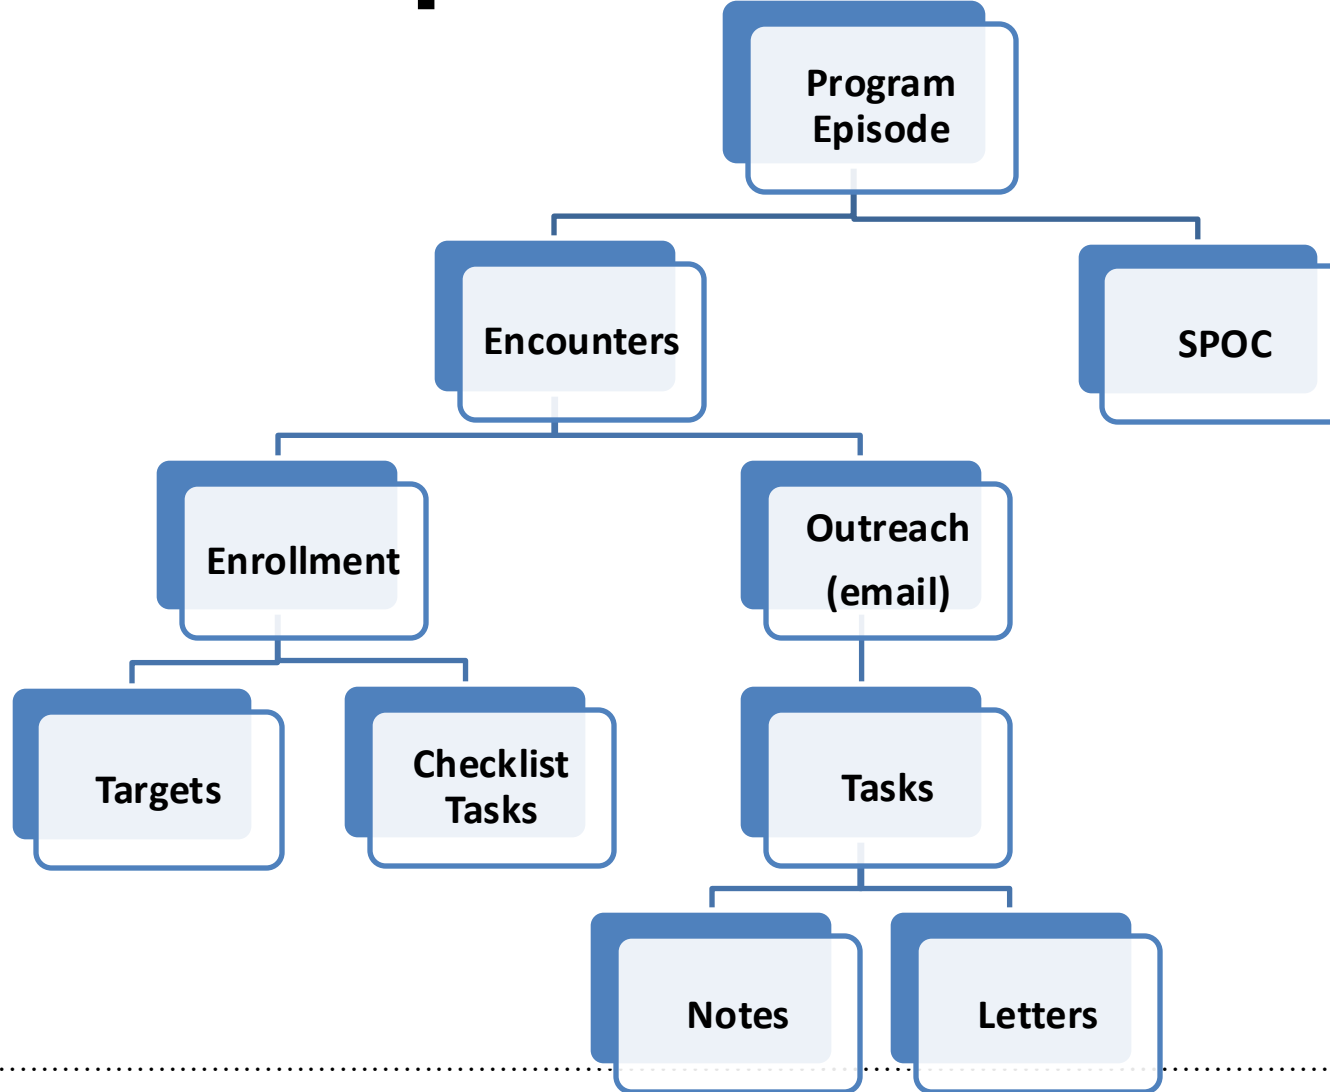 Program
Episode
Encounters
SPOC
Enrollment
Outreach
(email)
Targets
Checklist
Tasks
Tasks
Notes
Letters